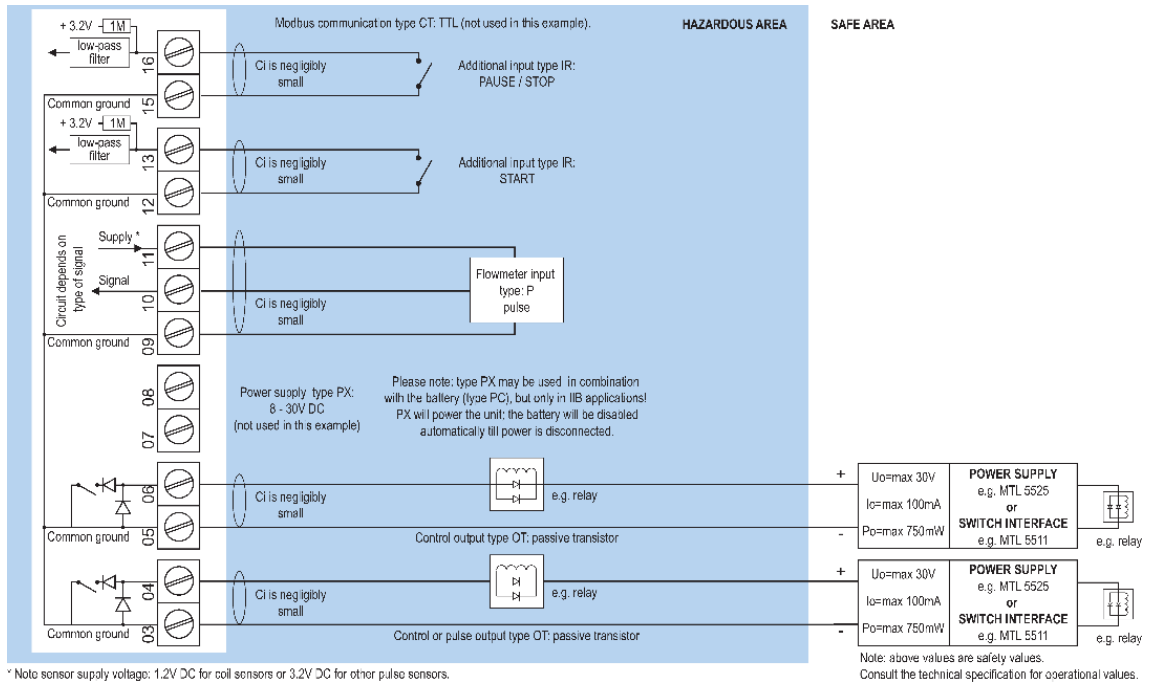 Modbus communication type CT: TTL (not used in this example).
HAZARDOUS AREA
SAFE AREA
+ 3.2V
1M
low-pass
filter
16
Ci is negligibly
small
Additional input type IR:
PAUSE / STOP
Common ground
15
+ 3.2V
1M
low-pass
filter
13
Ci is negligibly
small
Additional input type IR:
START
Common ground
12
Circuit depends on
type of signal
Supply *
11
Signal
10
Flowmeter input
type: P
pulse
Ci is negligibly
small
Common ground
09
08
07
Power supply type PX:
8 - 30V DC
(not used in this example)
Please note: type PX may be used in combination
with the battery (type PC), but only in IIB applications!
PX will power the unit; the battery will be disabled
automatically till power is disconnected.
06
Ci is negligibly
small
e.g. relay
Common ground
05
Control output type OT: passive transistor
+
-
Uo=max 30V
Io=max 100mA
Po=max 750mW
POWER SUPPLY
e.g. MTL 5525
or
SWITCH INTERFACE
e.g. MTL 5511
e.g. relay
04
Ci is negligibly
small
e.g. relay
Common ground
03
Control or pulse output type OT: passive transistor
+
-
Uo=max 30V
Io=max 100mA
Po=max 750mW
POWER SUPPLY
e.g. MTL 5525
or
SWITCH INTERFACE
e.g. MTL 5511
e.g. relay
Note: above values are safety values.
Consult the technical specification for operational values.
* Note sensor supply voltage: 1.2V DC for coil sensors or 3.2V DC for other pulse sensors.